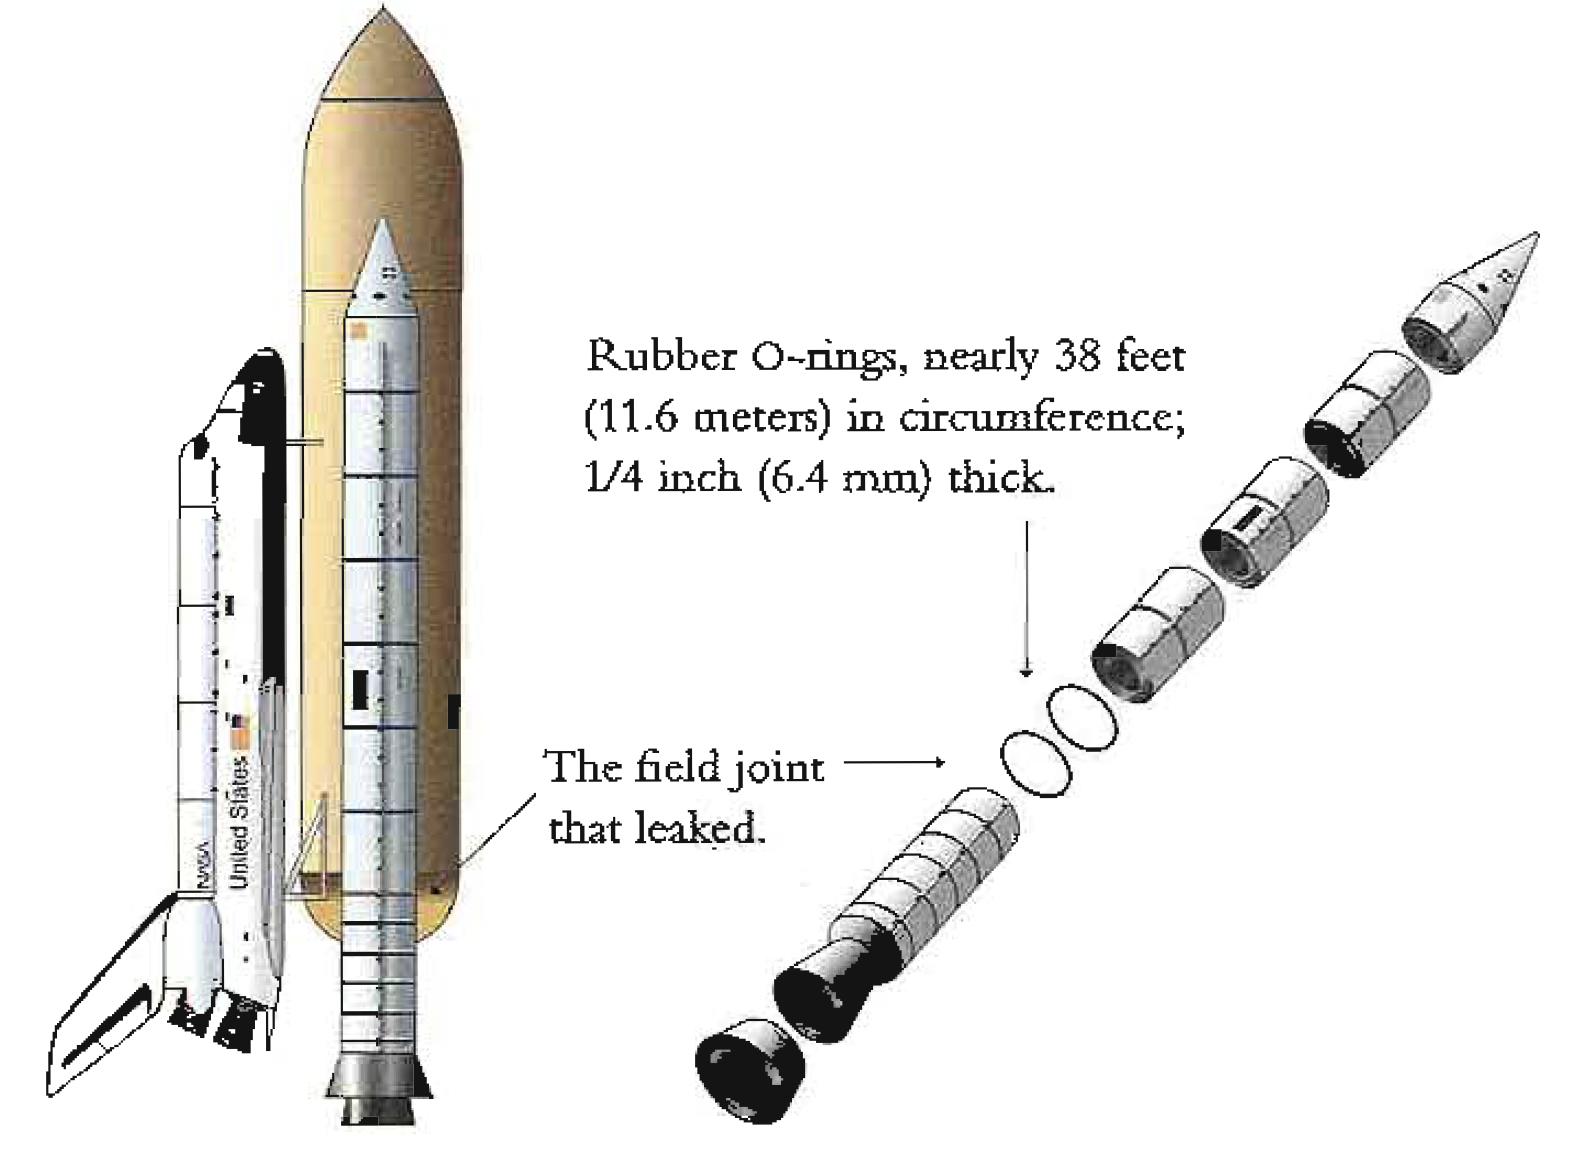 Rubber O-rings, nearly 38 feet
(11.6 meters) in circumference;
1/4 inch (6.4 mm) thick.
The field joint
that leaked.
United States
NASA